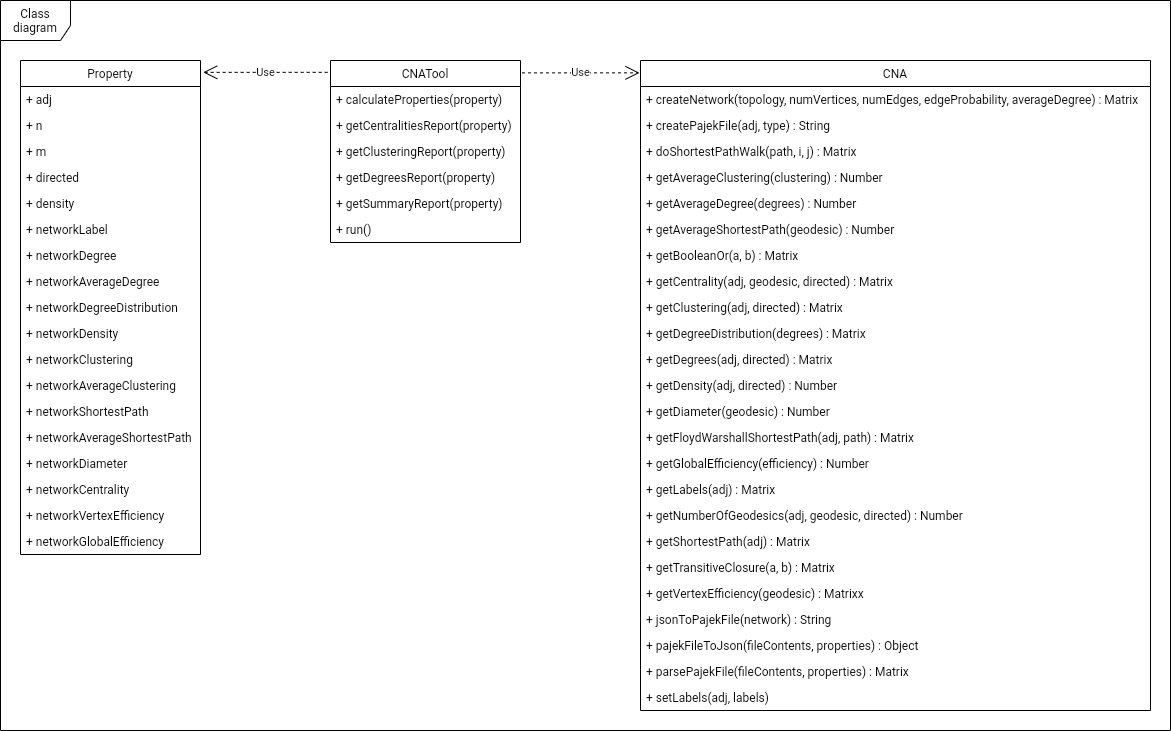 Class
diagram
Property
+ adj
+ n
+ m
+ directed
+ density
+ networkLabel
+ networkDegree
+ networkAverageDegree
+ networkDegreeDistribution
+ networkDensity
+ networkClustering
+ networkAverageClustering
+ networkShortestPath
+ networkAverageShortestPath
+ networkDiameter
+ networkCentrality
+ networkVertexEfficiency
+ networkGlobalEfficiency
Use
CNATool
+ calculateProperties(property)
+ getCentralitiesReport(property)
+ getClusteringReport(property)
+ getDegreesReport(property)
+ getSummaryReport(property)
+ run()
Use
CNA
+ createNetwork(topology, numVertices, numEdges, edgeProbability, averageDegree) : Matrix
+ createPajekFile(adj, type) : String
+ doShortestPathWalk(path, i, j) : Matrix
+ getAverageClustering(clustering) : Number
+ getAverageDegree(degrees) : Number
+ getAverageShortestPath(geodesic) : Number
+ getBooleanOr(a, b) : Matrix
+ getCentrality(adj, geodesic, directed) : Matrix
+ getClustering(adj, directed) : Matrix
+ getDegreeDistribution(degrees) : Matrix
+ getDegrees(adj, directed) : Matrix
+ getDensity(adj, directed) : Number
+ getDiameter(geodesic) : Number
+ getFloydWarshallShortestPath(adj, path) : Matrix
+ getGlobalEfficiency(efficiency) : Number
+ getLabels(adj) : Matrix
+ getNumberOfGeodesics(adj, geodesic, directed) : Number
+ getShortestPath(adj) : Matrix
+ getTransitiveClosure(a, b) : Matrix
+ getVertexEfficiency(geodesic) : Matrixx
+ jsonToPajekFile(network) : String
+ pajekFileToJson(fileContents, properties) : Object
+ parsePajekFile(fileContents, properties) : Matrix
+ setLabels(adj, labels)